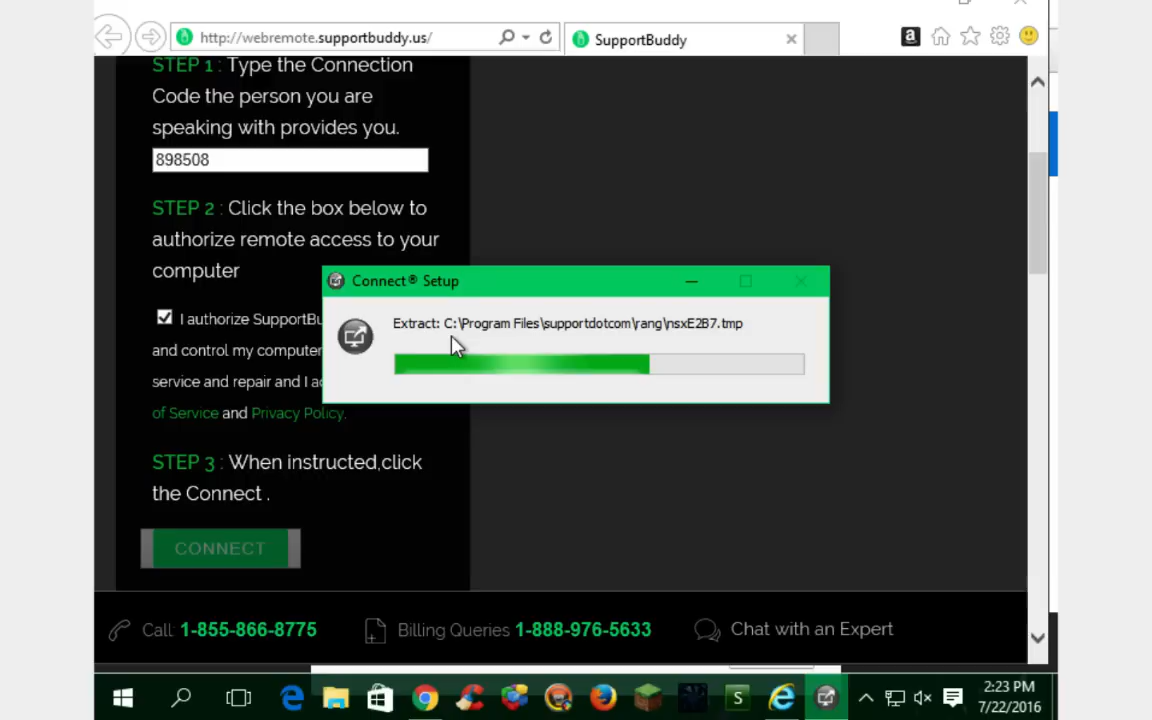 http://webremote.supportbuddy.us/
SupportBuddy
STEP 1 : Type the Connection
Code the person you are
speaking with provides you.
898508
STEP 2 : Click the box below to
authorize remote access to your
computer
I authorize SupportBu
and control my computer
service and repair and I a
of Service and Privacy Policy.
Connect® Setup
Extract: C:\Program Files\supportdotcom\rang\nsxE2B7.tmp
STEP 3 : When instructed,click
the Connect .
CONNECT
Call: 1-855-866-8775
Billing Queries 1-888-976-5633
Chat with an Expert
2:23 PM
7/22/2016